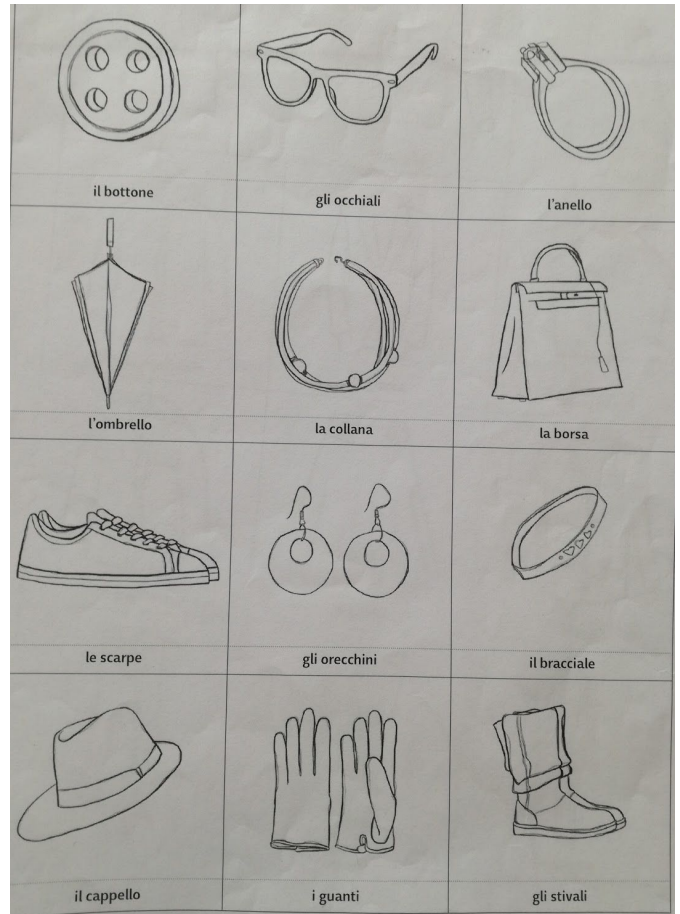 il bottone
gli occhiali
l'anello
l'ombrello
la collana
la borsa
le scarpe
gli orecchini
il bracciale
il cappello
i guanti
gli stivali